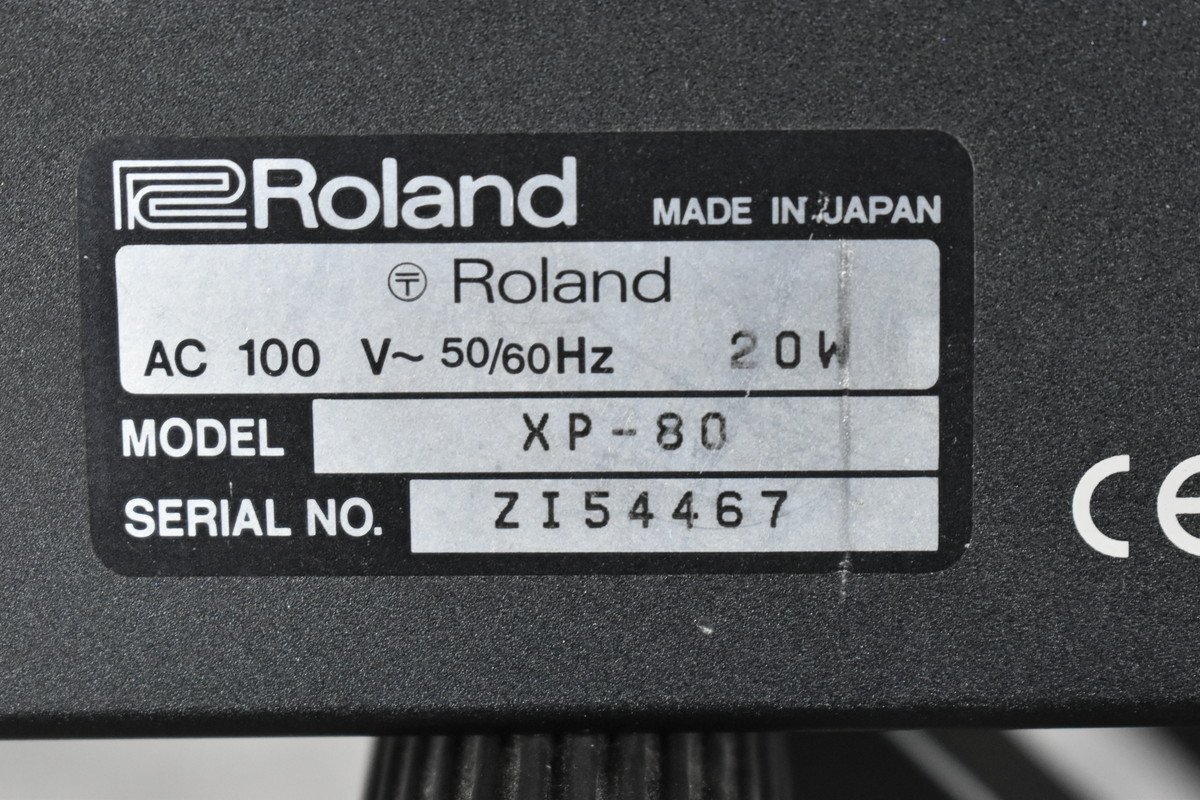 Roland MADE IN JAPAN
〶 Roland
AC 100 V~ 50/60Hz 20W
MODEL XP-80
SERIAL NO. ZI54467
CE